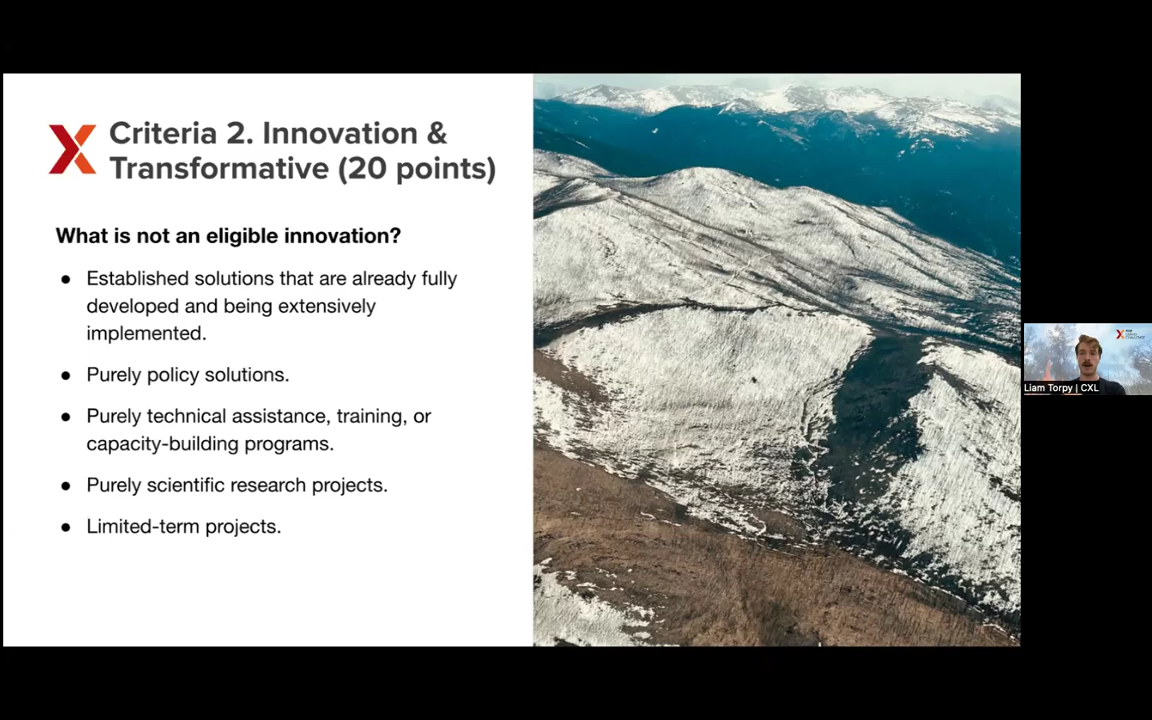 Criteria 2. Innovation &
Transformative (20 points)
What is not an eligible innovation?
● Established solutions that are already fully
developed and being extensively
implemented.
● Purely policy solutions.
● Purely technical assistance, training, or
capacity-building programs.
● Purely scientific research projects.
● Limited-term projects.
Liam Torpy | CXL